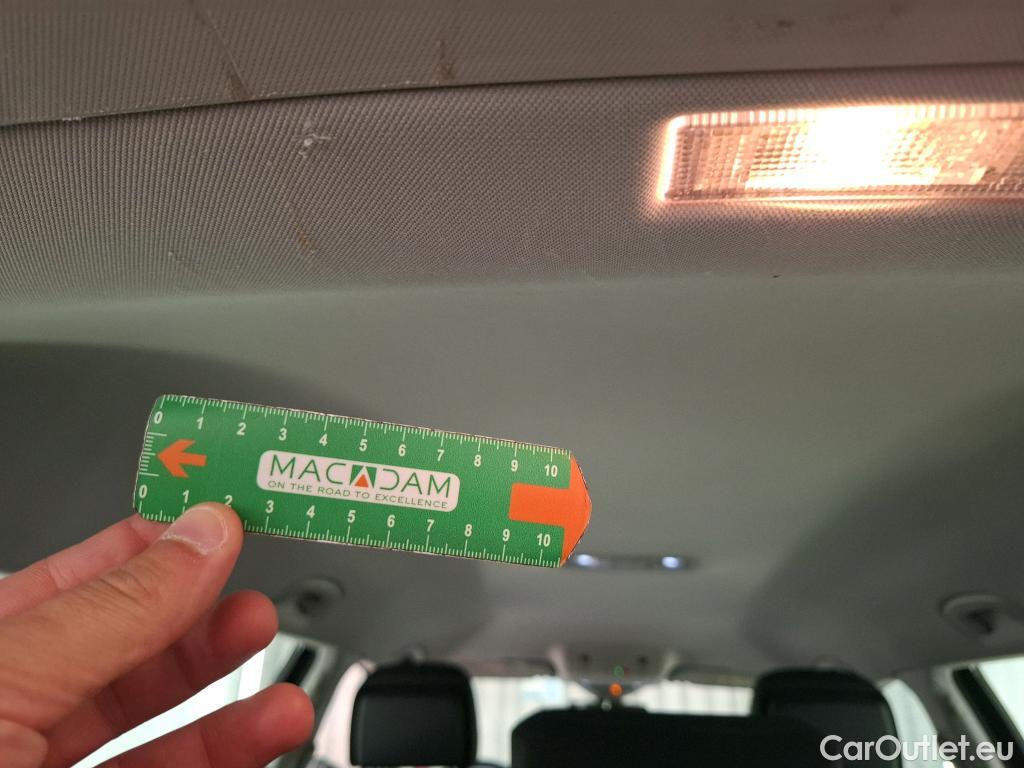 0 1 2 3 4 5 6 7 8 9 10
MACADAM
ON THE ROAD TO EXCELLENCE
0 1 2 3 4 5 6 7 8 9 10
CarOutlet.eu